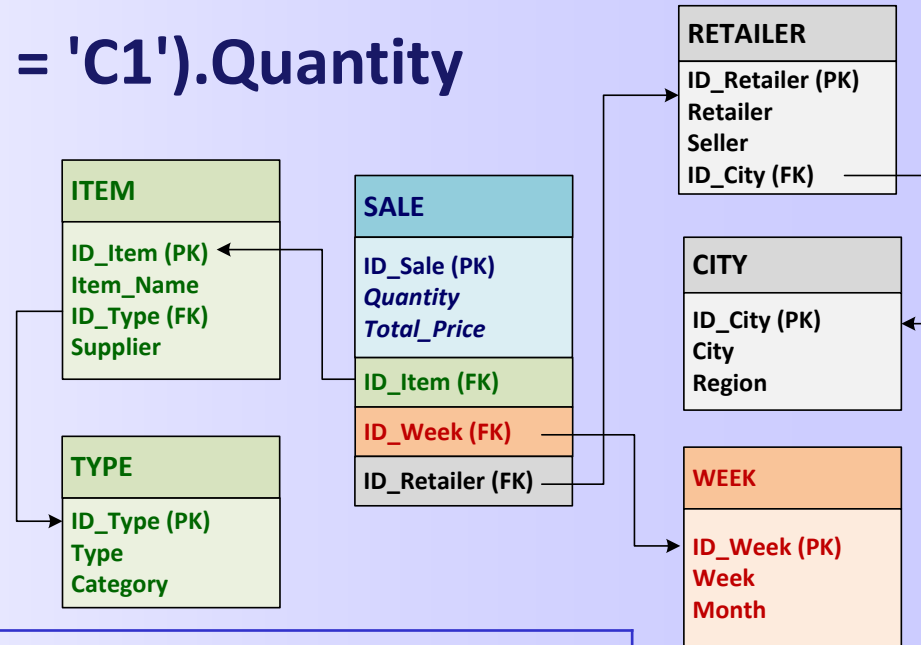 = 'C1').Quantity
ITEM
ID_Item (PK)
Item_Name
ID_Type (FK)
Supplier
TYPE
ID_Type (PK)
Type
Category
SALE
ID_Sale (PK)
Quantity
Total_Price
ID_Item (FK)
ID_Week (FK)
ID_Retailer (FK)
RETAILER
ID_Retailer (PK)
Retailer
Seller
ID_City (FK)
CITY
ID_City (PK)
City
Region
WEEK
ID_Week (PK)
Week
Month